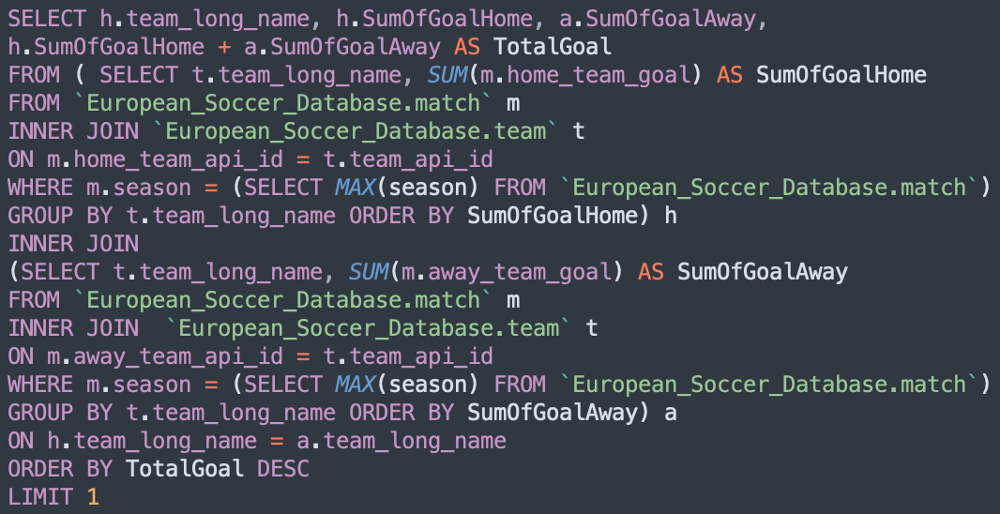 SELECT h.team_long_name, h.SumOfGoalHome, a.SumOfGoalAway,
h.SumOfGoalHome + a.SumOfGoalAway AS TotalGoal
FROM ( SELECT t.team_long_name, SUM(m.home_team_goal) AS SumOfGoalHome
FROM `European_Soccer_Database.match` m
INNER JOIN `European_Soccer_Database.team` t
ON m.home_team_api_id = t.team_api_id
WHERE m.season = (SELECT MAX(season) FROM `European_Soccer_Database.match`)
GROUP BY t.team_long_name ORDER BY SumOfGoalHome) h
INNER JOIN
(SELECT t.team_long_name, SUM(m.away_team_goal) AS SumOfGoalAway
FROM `European_Soccer_Database.match` m
INNER JOIN  `European_Soccer_Database.team` t
ON m.away_team_api_id = t.team_api_id
WHERE m.season = (SELECT MAX(season) FROM `European_Soccer_Database.match`)
GROUP BY t.team_long_name ORDER BY SumOfGoalAway) a
ON h.team_long_name = a.team_long_name
ORDER BY TotalGoal DESC
LIMIT 1